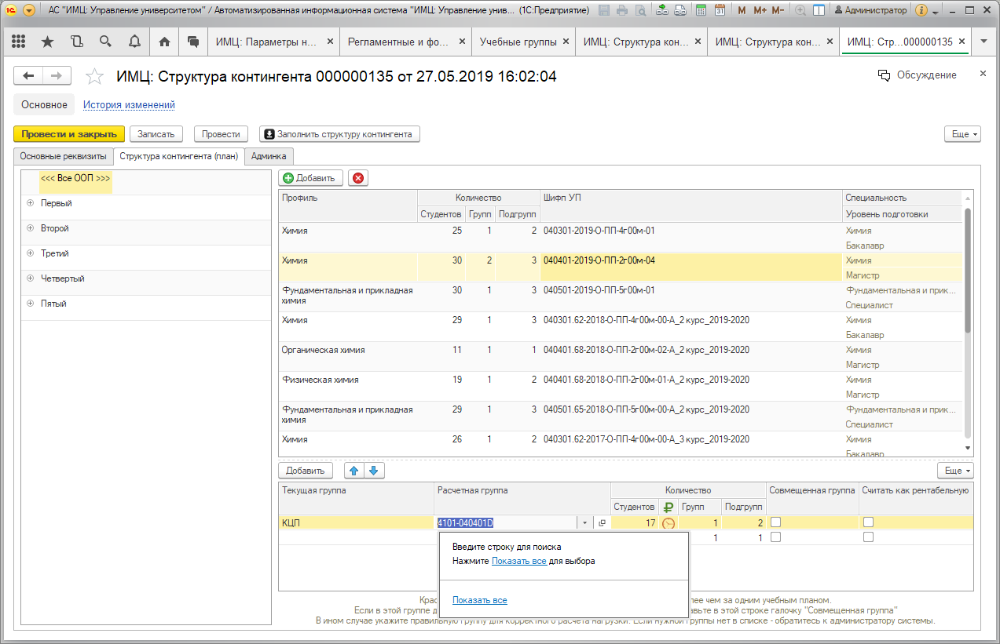 АС "ИМЦ: Управление университетом" / Автоматизированная информационная система "ИМЦ: Управление унив... (1С:Предприятие)
M M+ M- Администратор
ИМЦ: Параметры н... Регламентные и фо... Учебные группы ИМЦ: Структура кон... ИМЦ: Структура кон... ИМЦ: Стр...000000135
ИМЦ: Структура контингента 000000135 от 27.05.2019 16:02:04
Обсуждение
Основное История изменений
Провести и закрыть Записать Провести Заполнить структуру контингента Еще
Основные реквизиты Структура контингента (план) Админка
<<< Все ООП >>>
Первый
Второй
Третий
Четвертый
Пятый
Добавить
Профиль Количество Шифп УП Специальность
Студентов Групп Подгрупп Уровень подготовки
Химия 25 1 2 040301-2019-О-ПП-4г00м-01 Химия
Бакалавр
Химия 30 2 3 040401-2019-О-ПП-2г00м-04 Химия
Магистр
Фундаментальная и прикладная 30 1 3 040501-2019-О-ПП-5г00м-01 Фундаментальная и прик...
химия Специалист
Химия 29 1 3 040301.62-2018-О-ПП-4г00м-00-А_2 курс_2019-2020 Химия
Бакалавр
Органическая химия 11 1 1 040401.68-2018-О-ПП-2г00м-02-А_2 курс_2019-2020 Химия
Магистр
Физическая химия 19 1 2 040401.68-2018-О-ПП-2г00м-01-А_2 курс_2019-2020 Химия
Магистр
Фундаментальная и прикладная 29 1 3 040501.65-2018-О-ПП-5г00м-00-А_2 курс_2019-2020 Фундаментальная и прик...
химия Специалист
Химия 26 1 2 040301.62-2017-О-ПП-4г00м-00-А_3 курс_2019-2020 Химия
Бакалавр
Добавить Еще
Текущая группа Расчетная группа Количество Совмещенная группа Считать как рентабельную
Студентов ₽ Групп Подгрупп
КЦП 4101-040401D 17 1 2
1 1
Введите строку для поиска
Нажмите Показать все для выбора
Показать все
Крас лее чем за одним учебным планом.
Если в этой группе д авьте в этой строке галочку "Совмещенная группа"
В ином случае укажите правильную группу для корректного расчета нагрузки. Если нужной группы нет в списке - обратитесь к администратору системы.